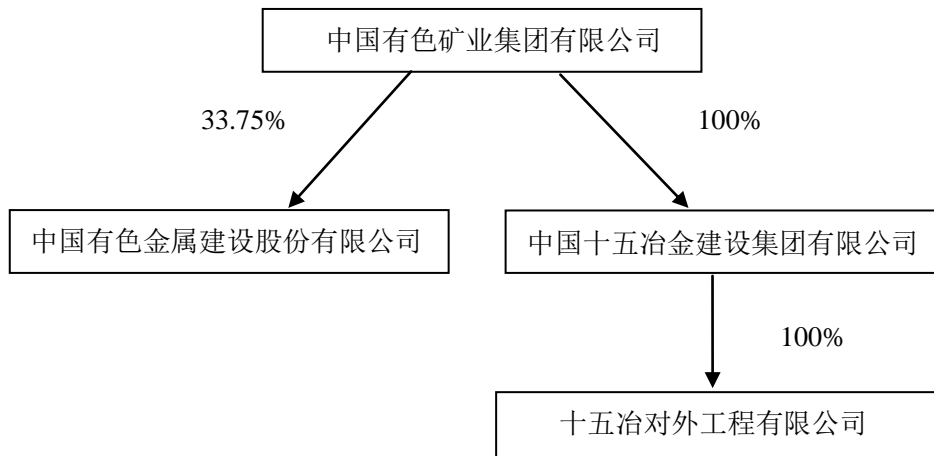 中国有色矿业集团有限公司
33.75%
100%
中国有色金属建设股份有限公司
中国十五冶金建设集团有限公司
100%
十五冶对外工程有限公司